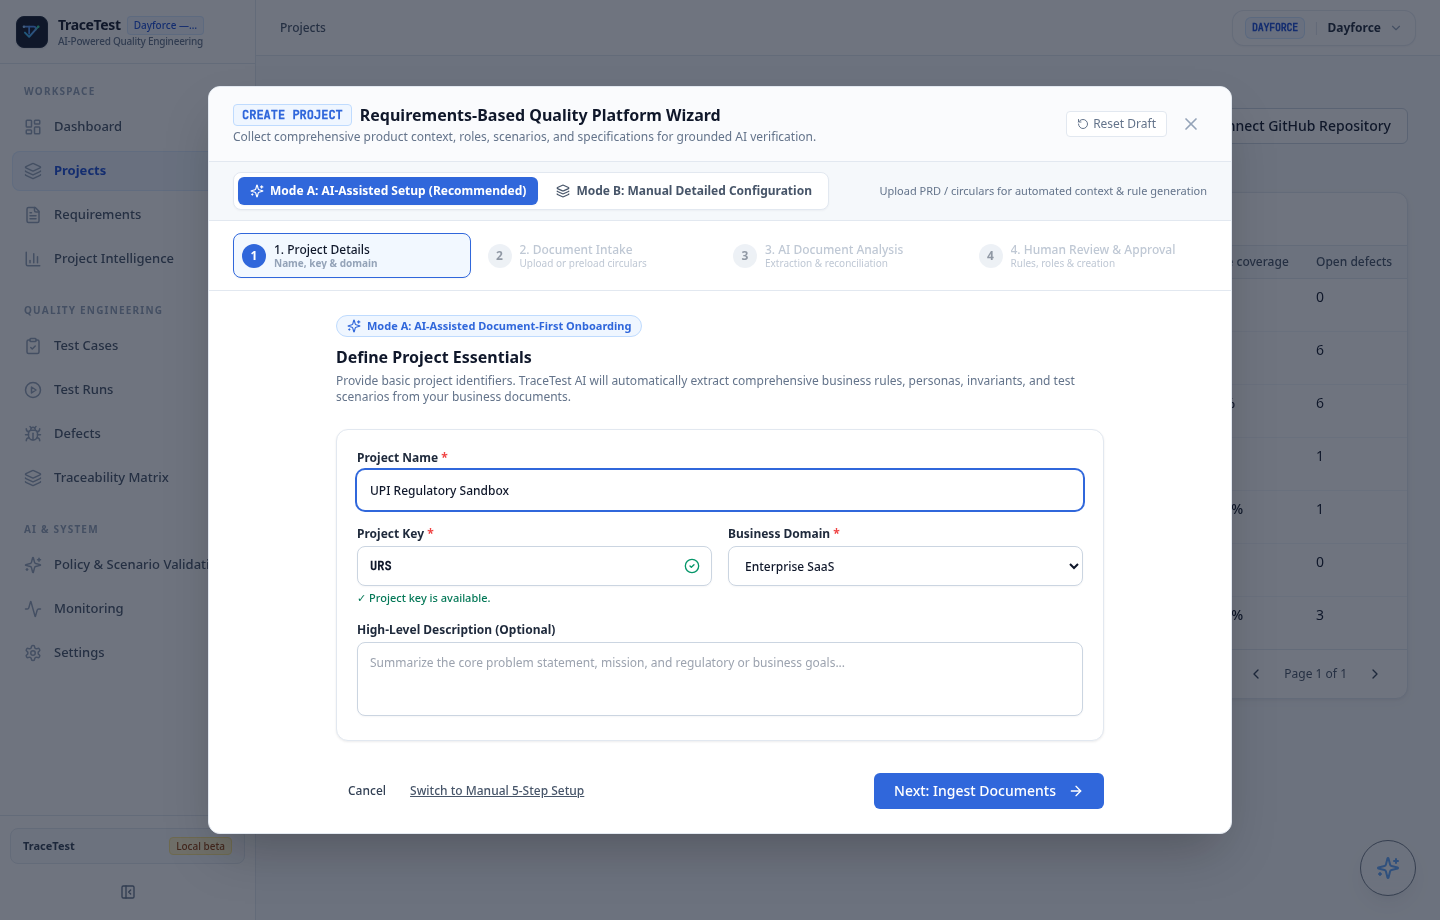 TraceTest Dayforce —...
AI-Powered Quality Engineering
Projects
DAYFORCE Dayforce
WORKSPACE
Dashboard
Projects
Requirements
Project Intelligence
QUALITY ENGINEERING
Test Cases
Test Runs
Defects
Traceability Matrix
AI & SYSTEM
Policy & Scenario Validati
Monitoring
Settings
TraceTest Local beta
GitHub Repository
coverage Open defects
0
6
6
1
% 1
0
% 3
Page 1 of 1
CREATE PROJECT Requirements-Based Quality Platform Wizard
Collect comprehensive product context, roles, scenarios, and specifications for grounded AI verification.
Reset Draft
Mode A: AI-Assisted Setup (Recommended) Mode B: Manual Detailed Configuration
Upload PRD / circulars for automated context & rule generation
1 1. Project Details
Name, key & domain
2 2. Document Intake
Upload or preload circulars
3 3. AI Document Analysis
Extraction & reconciliation
4 4. Human Review & Approval
Rules, roles & creation
Mode A: AI-Assisted Document-First Onboarding
Define Project Essentials
Provide basic project identifiers. TraceTest AI will automatically extract comprehensive business rules, personas, invariants, and test
scenarios from your business documents.
Project Name *
UPI Regulatory Sandbox
Project Key *
URS
✓ Project key is available.
Business Domain *
Enterprise SaaS
High-Level Description (Optional)
Summarize the core problem statement, mission, and regulatory or business goals...
Cancel Switch to Manual 5-Step Setup
Next: Ingest Documents